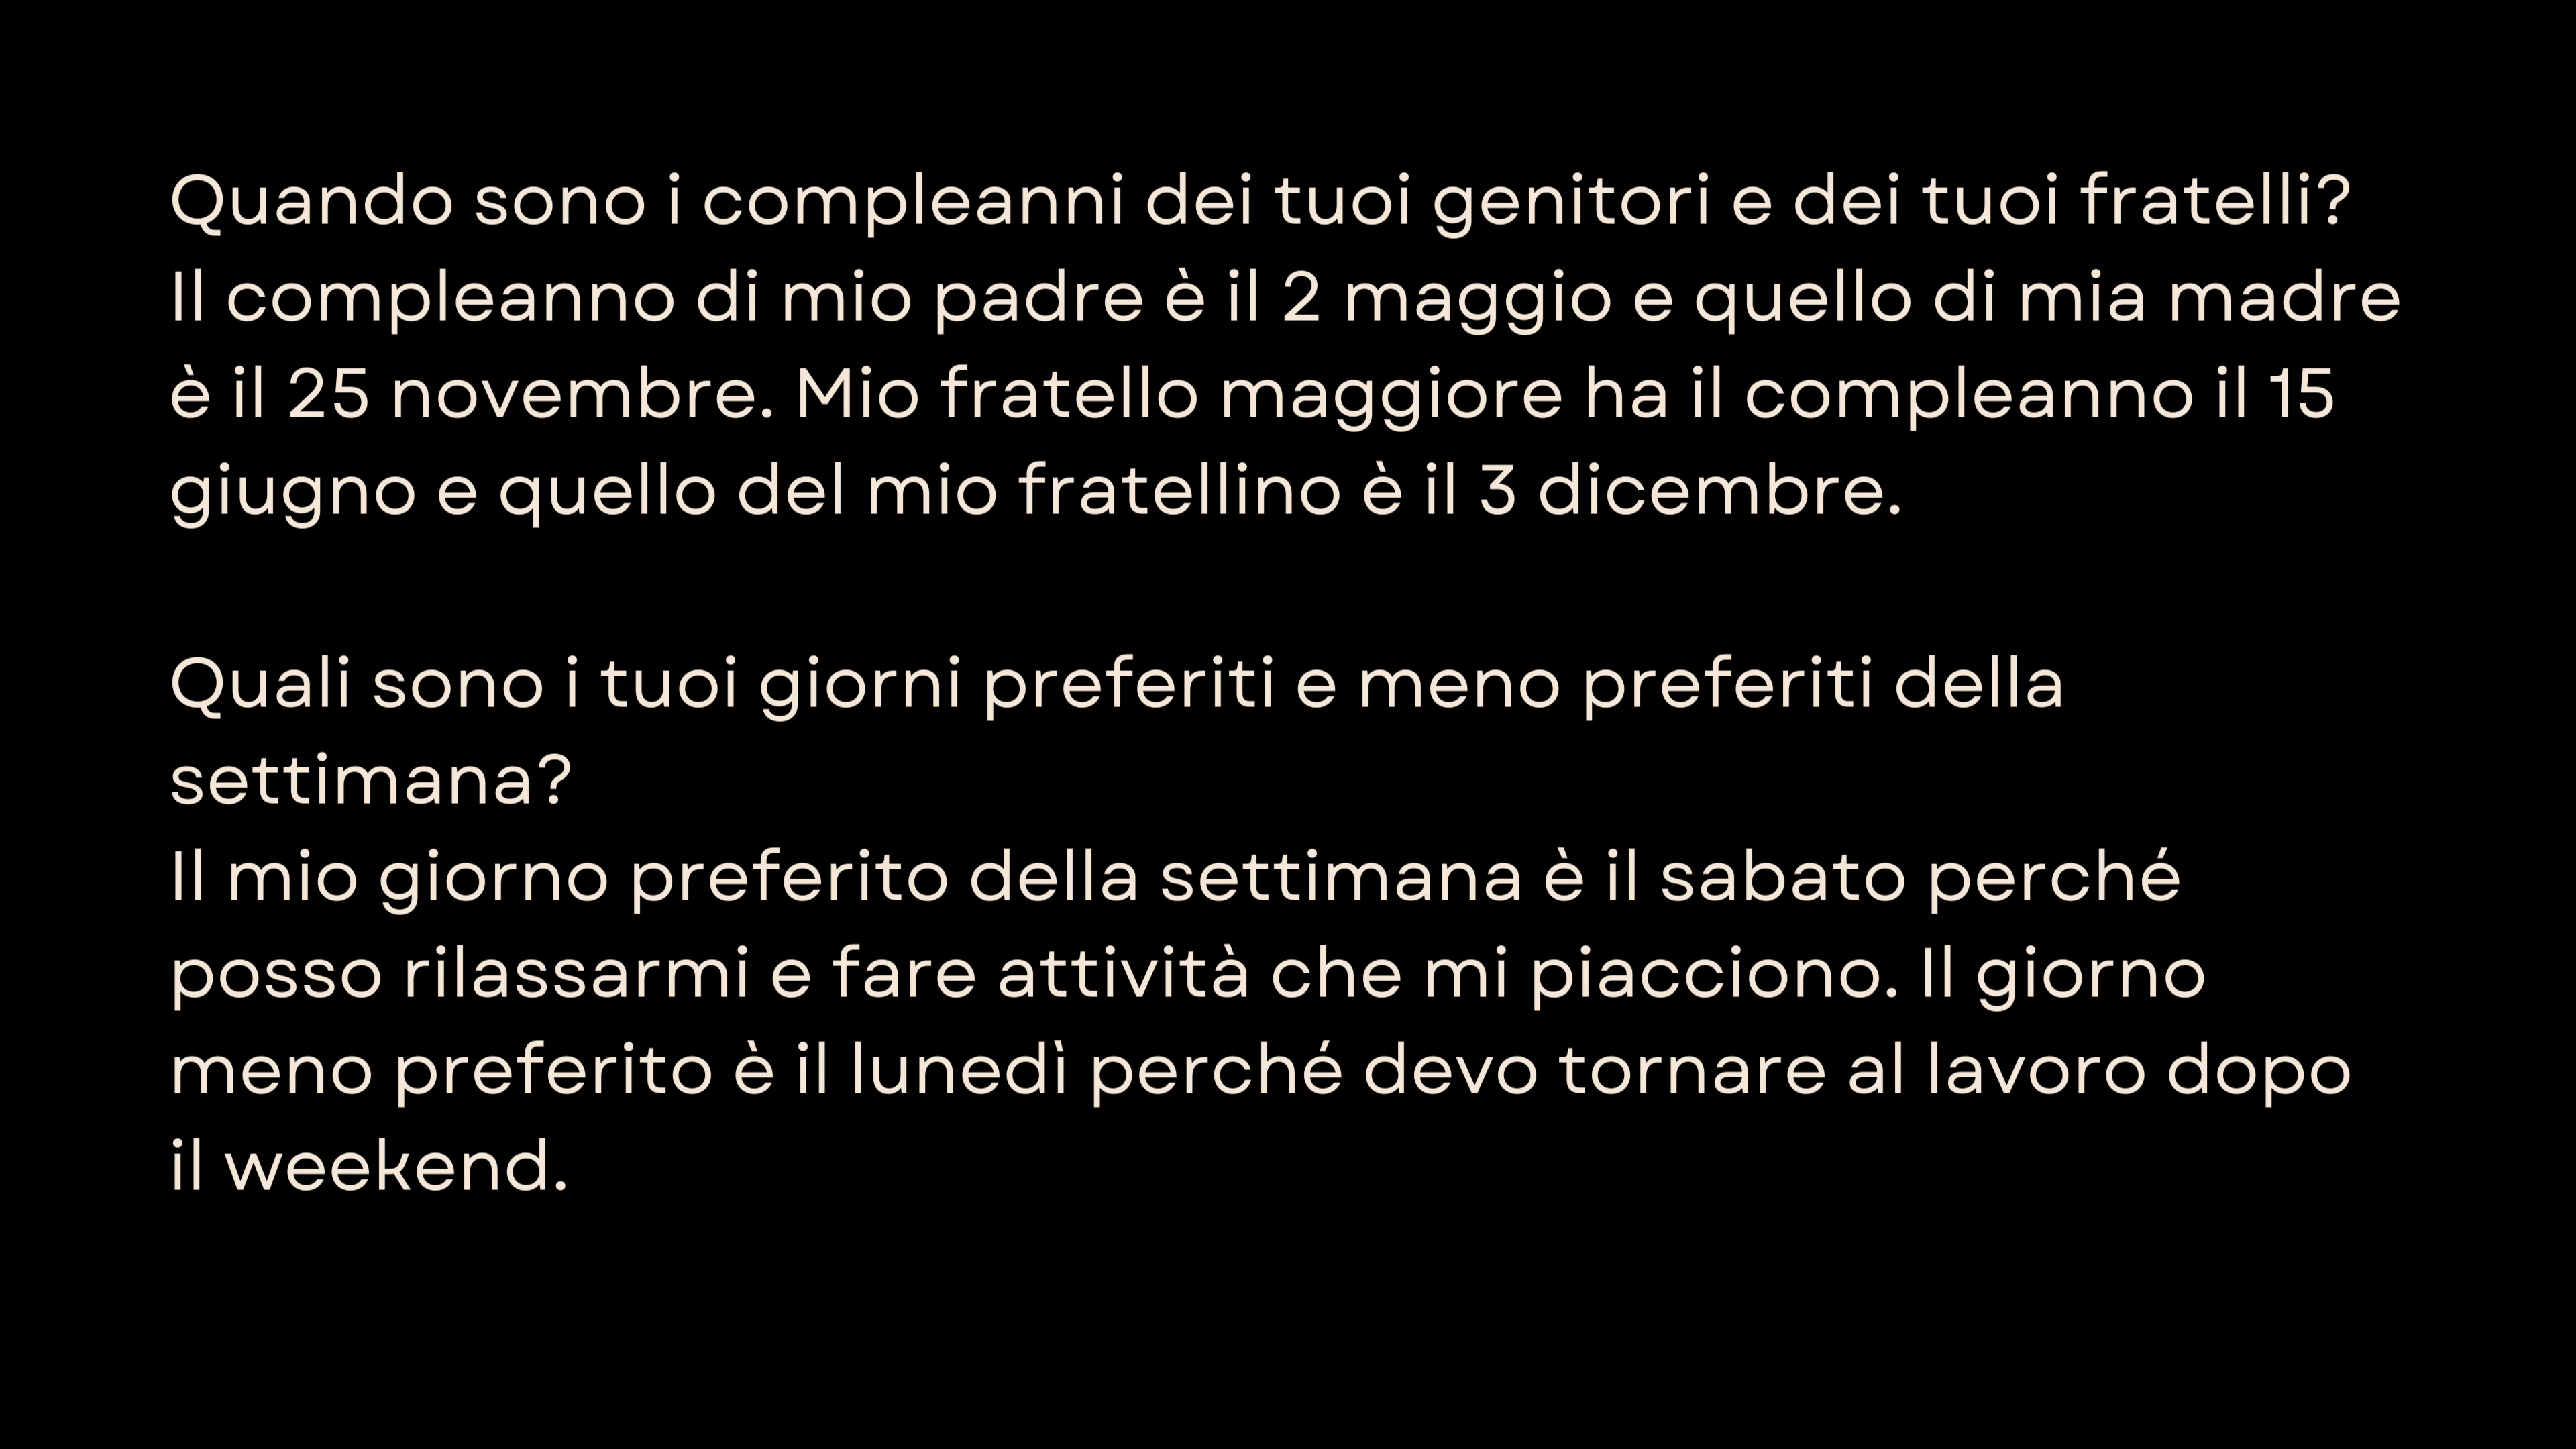 Quando sono i compleanni dei tuoi genitori e dei tuoi fratelli?
Il compleanno di mio padre è il 2 maggio e quello di mia madre
è il 25 novembre. Mio fratello maggiore ha il compleanno il 15
giugno e quello del mio fratellino è il 3 dicembre.
Quali sono i tuoi giorni preferiti e meno preferiti della
settimana?
Il mio giorno preferito della settimana è il sabato perché
posso rilassarmi e fare attività che mi piacciono. Il giorno
meno preferito è il lunedì perché devo tornare al lavoro dopo
il weekend.